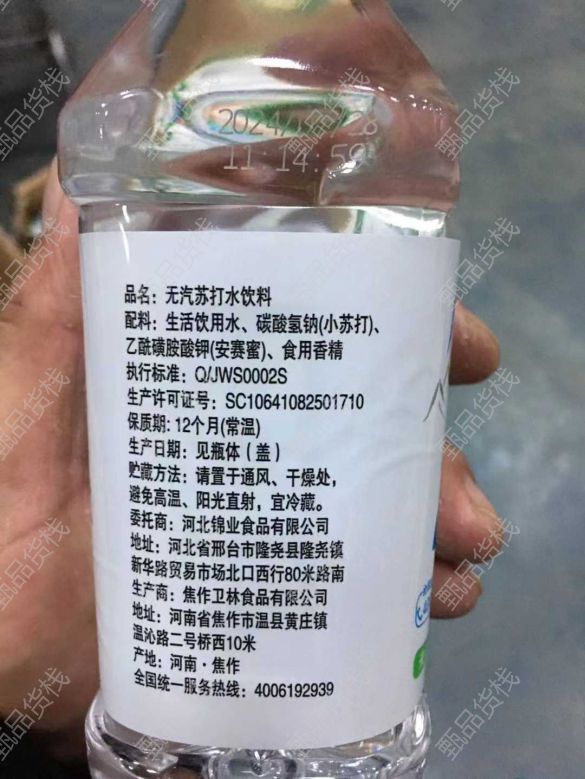 11:14:59
品名：无汽苏打水饮料
配料：生活饮用水、碳酸氢钠(小苏打)、
乙酰磺胺酸钾(安赛蜜)、食用香精
执行标准：Q/JWS0002S
生产许可证号：SC10641082501710
保质期: 12个月(常温)
生产日期：见瓶体（盖）
贮藏方法：请置于通风、干燥处，
避免高温、阳光直射，宜冷藏。
委托商：河北锦业食品有限公司
地址：河北省邢台市隆尧县隆尧镇
新华路贸易市场北口西行80米路南
生产商：焦作卫林食品有限公司
地址：河南省焦作市温县黄庄镇
温沁路二号桥西10米
产地：河南·焦作
全国统一服务热线：4006192939
甄品货栈